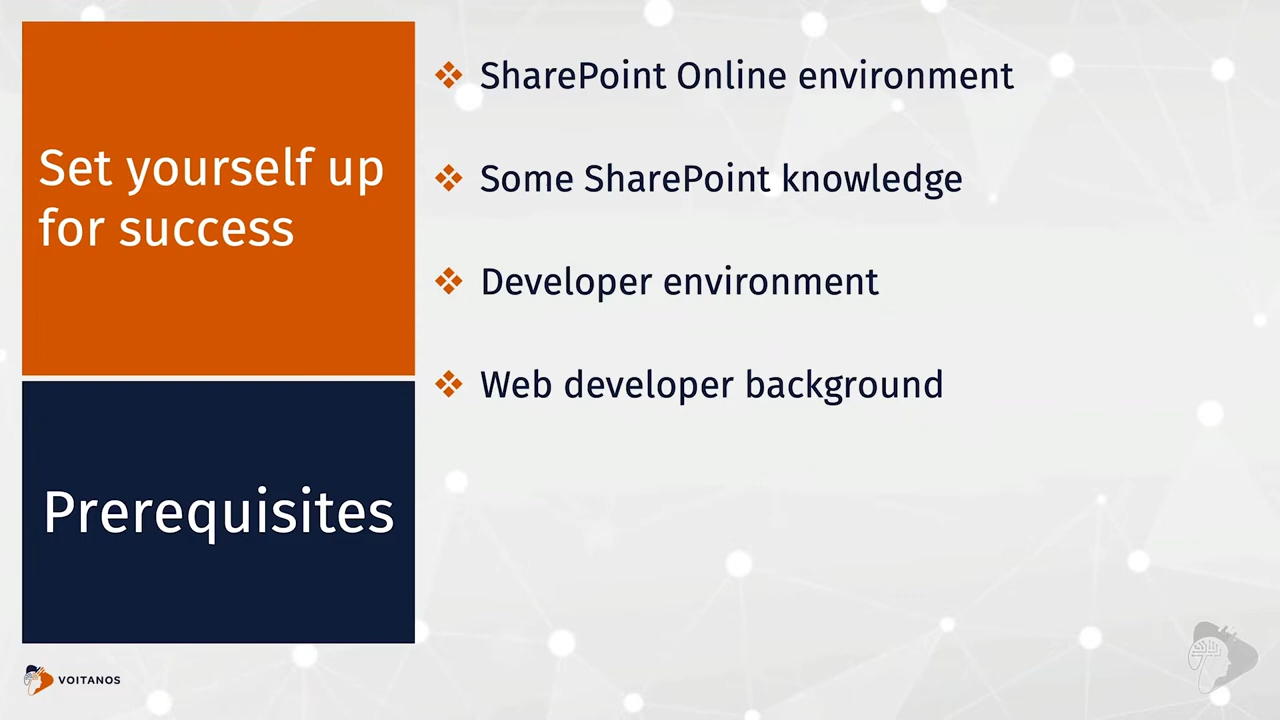 Set yourself up
for success
Prerequisites
SharePoint Online environment
Some SharePoint knowledge
Developer environment
Web developer background
VOITANOS